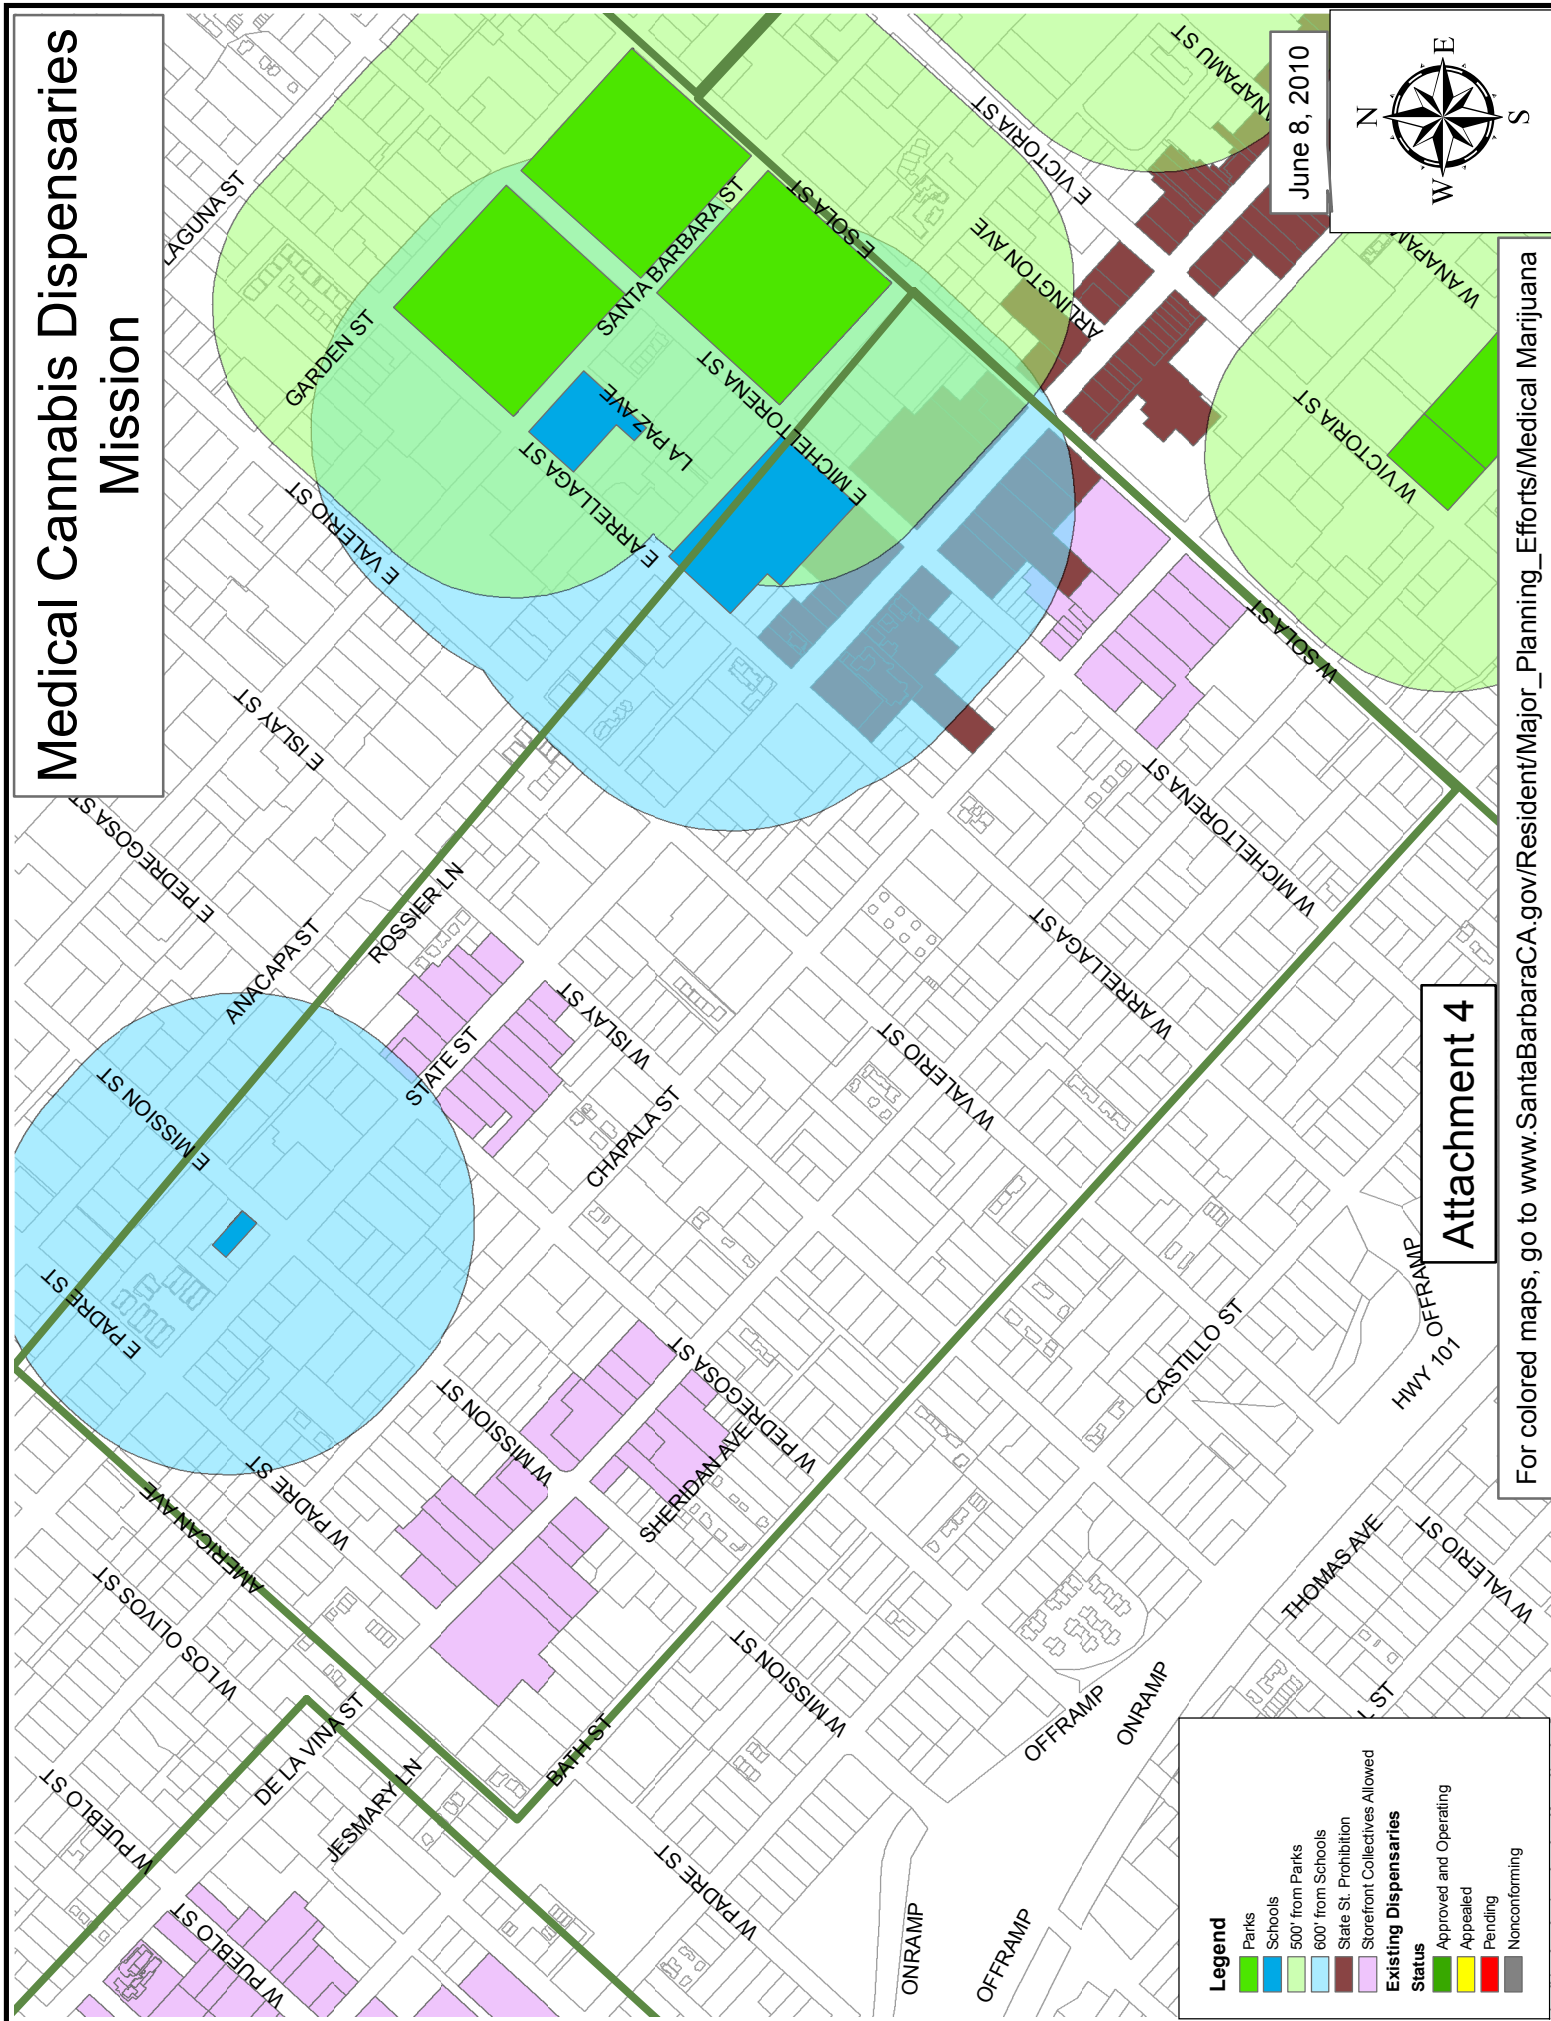 Medical Cannabis Dispensaries
Mission
June 8, 2010
N
E
S
W
LAGUNA ST
GARDEN ST
SANTA BARBARA ST
E SOLA ST
E VICTORIA ST
ARLINGTON AVE
LA PAZ AVE
E MICHELTORENA ST
E ARRELLAGA ST
E VALERIO ST
E ISLAY ST
E PEDREGOSA ST
ANACAPA ST
ROSSIER LN
STATE ST
W ISLAY ST
CHAPALA ST
E MISSION ST
E PADRE ST
W VICTORIA ST
W SOLA ST
W MICHELTORENA ST
W ARRELLAGA ST
W VALERIO ST
W PEDREGOSA ST
SHERIDAN AVE
W MISSION ST
W PADRE ST
AMERICAN AVE
W LOS OLIVOS ST
DE LA VINA ST
JESMARY LN
W PUEBLO ST
W PUEBLO ST
BATH ST
W MISSION ST
W PADRE ST
CASTILLO ST
HWY 101
OFFRAMP
OFFRAMP
ONRAMP
ONRAMP
OFFRAMP
THOMAS AVE
W VALERIO ST
L ST
Attachment 4
For colored maps, go to www.SantaBarbaraCA.gov/Resident/Major_Planning_Efforts/Medical Marijuana
Legend
Parks
Schools
500' from Parks
600' from Schools
State St. Prohibition
Storefront Collectives Allowed
Existing Dispensaries
Status
Approved and Operating
Appealed
Pending
Nonconforming